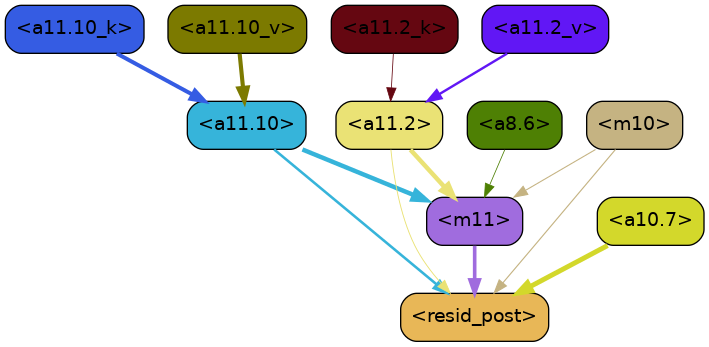 <a11.10_k>
<a11.10_v>
<a11.2_k>
<a11.2_v>
<a11.10>
<a11.2>
<a8.6>
<m10>
<m11>
<a10.7>
<resid_post>